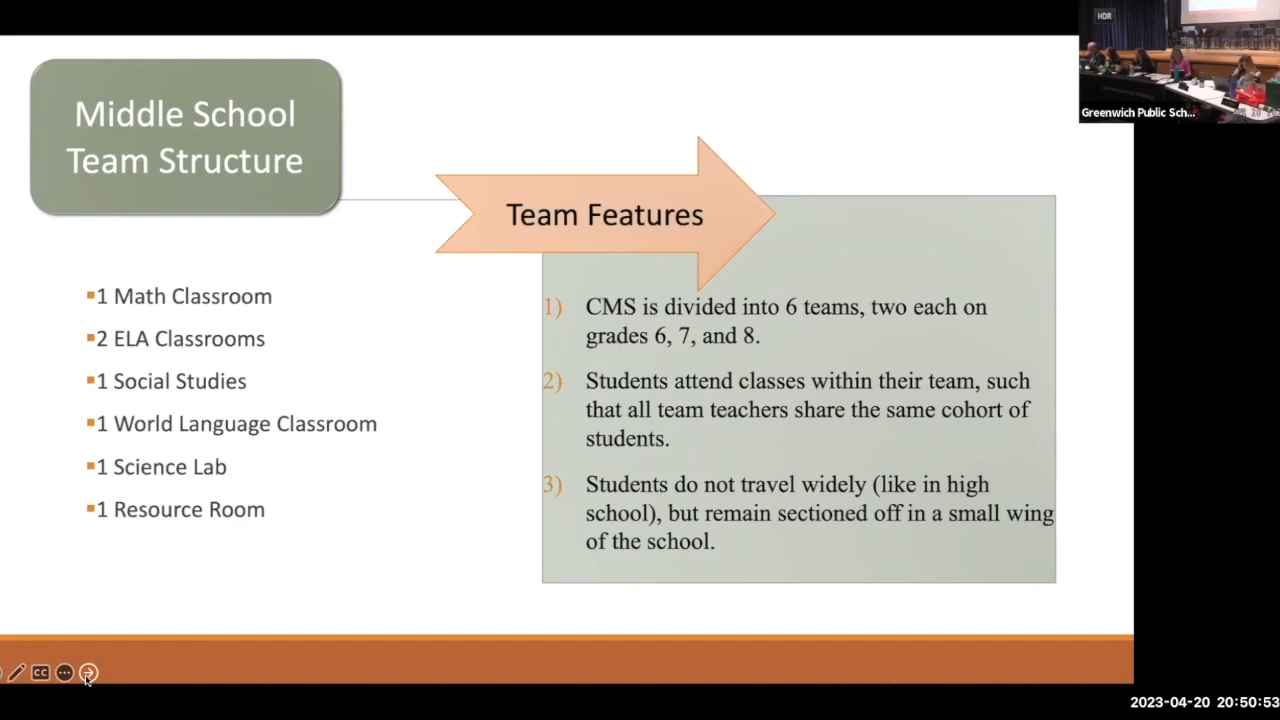 HDR
Greenwich Public Sch...
Middle School
Team Structure
Team Features
▪1 Math Classroom
▪2 ELA Classrooms
▪1 Social Studies
▪1 World Language Classroom
▪1 Science Lab
▪1 Resource Room
1) CMS is divided into 6 teams, two each on
grades 6, 7, and 8.
2) Students attend classes within their team, such
that all team teachers share the same cohort of
students.
3) Students do not travel widely (like in high
school), but remain sectioned off in a small wing
of the school.
CC
2023-04-20 20:50:53